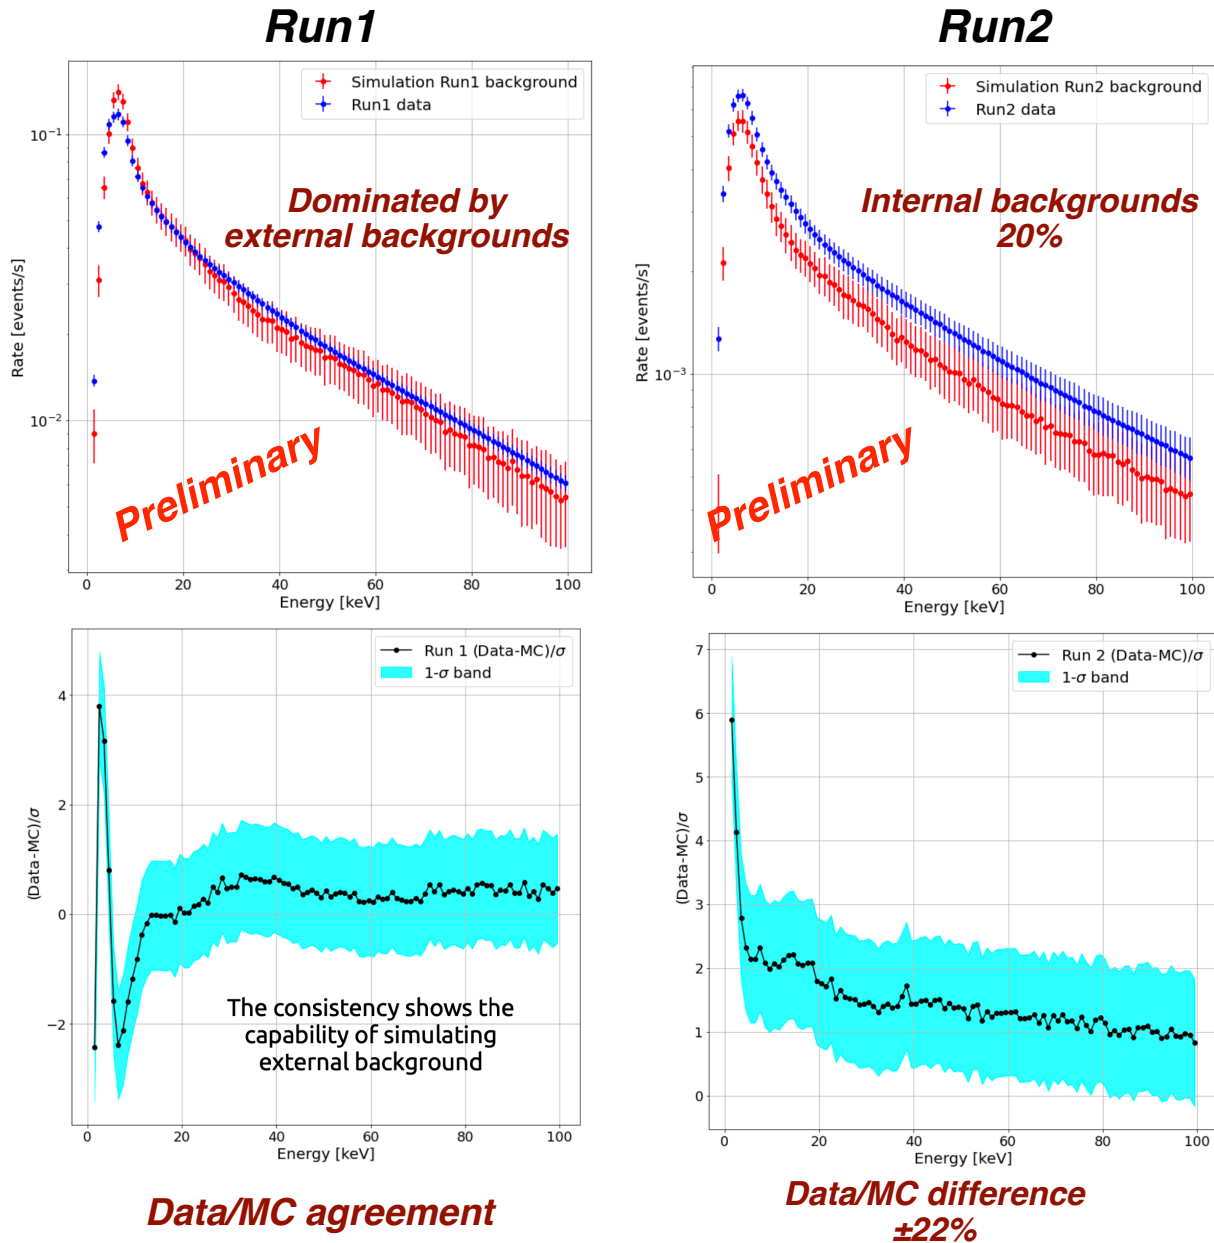 Run1
Run2
Simulation Run1 background
Run1 data
Dominated by
external backgrounds
Preliminary
Rate [events/s]
10⁻¹
10⁻²
0
20
40
60
80
100
Energy [keV]
Simulation Run2 background
Run2 data
Internal backgrounds
20%
Preliminary
Rate [events/s]
10⁻³
0
20
40
60
80
100
Energy [keV]
Run 1 (Data-MC)/σ
1-σ band
(Data-MC)/σ
4
2
0
−2
The consistency shows the
capability of simulating
external background
0
20
40
60
80
100
Energy [keV]
Run 2 (Data-MC)/σ
1-σ band
(Data-MC)/σ
7
6
5
4
3
2
1
0
0
20
40
60
80
100
Energy [keV]
Data/MC agreement
Data/MC difference
±22%